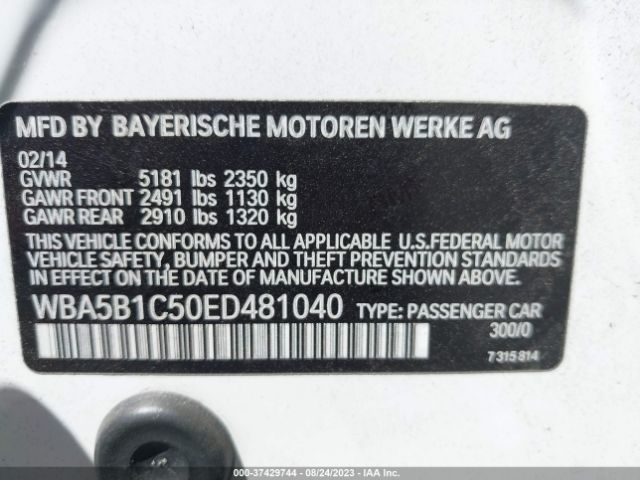 MFD BY BAYERISCHE MOTOREN WERKE AG
02/14
GVWR 5181 lbs 2350 kg
GAWR FRONT 2491 lbs 1130 kg
GAWR REAR 2910 lbs 1320 kg
THIS VEHICLE CONFORMS TO ALL APPLICABLE U.S.FEDERAL MOTOR
VEHICLE SAFETY, BUMPER AND THEFT PREVENTION STANDARDS
IN EFFECT ON THE DATE OF MANUFACTURE SHOWN ABOVE.
WBA5B1C50ED481040 TYPE: PASSENGER CAR
300/0
7 315 814
000-37429744 - 08/24/2023 - IAA Inc.